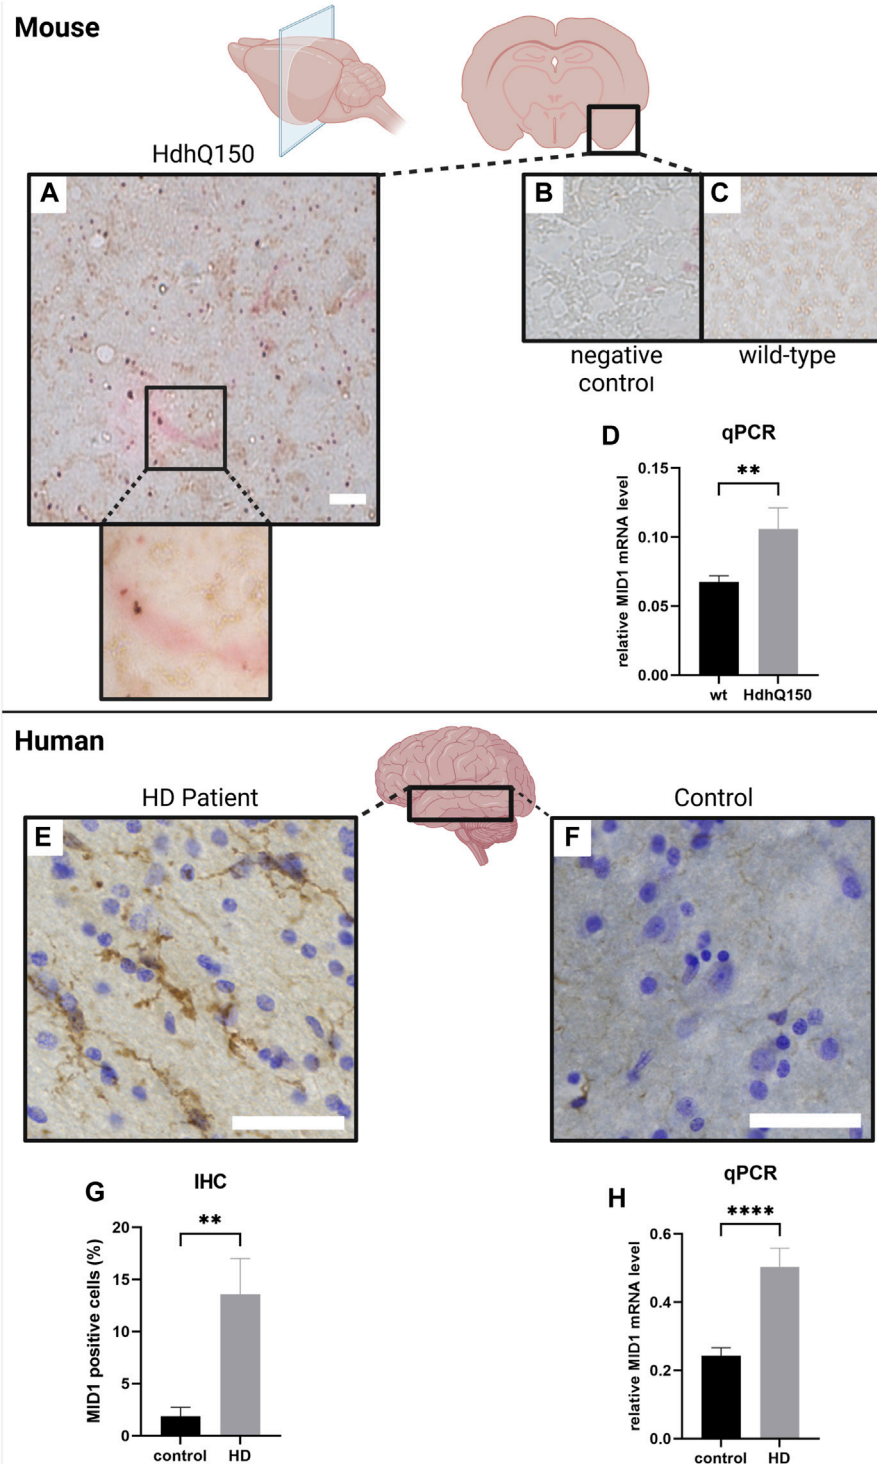 Mouse
HdhQ150
A
B
C
negative
control
wild-type
D
qPCR
**
relative MID1 mRNA level
0.15
0.10
0.05
0.00
wt
HdhQ150
Human
HD Patient
Control
E
F
G
IHC
**
MID1 positive cells (%)
20
15
10
5
0
control
HD
H
qPCR
****
relative MID1 mRNA level
0.6
0.4
0.2
0.0
control
HD